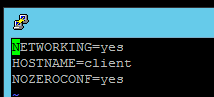 NETWORKING=yes
HOSTNAME=client
NOZEROCONF=yes
~